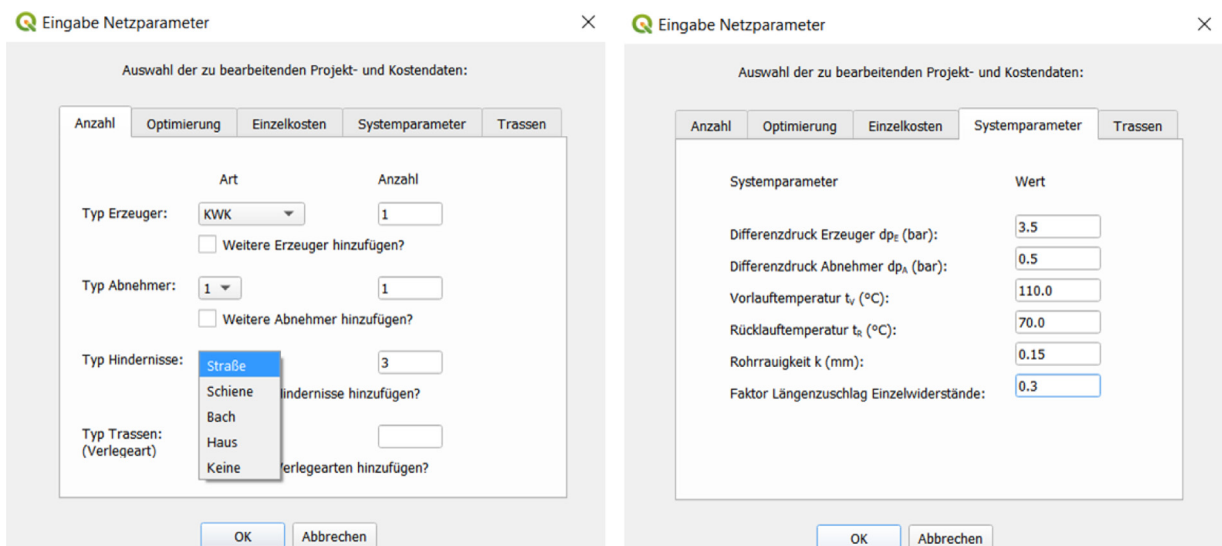 Eingabe Netzparameter
Auswahl der zu bearbeitenden Projekt- und Kostendaten:
Anzahl Optimierung Einzelkosten Systemparameter Trassen
Art Anzahl
Typ Erzeuger: KWK 1
Weitere Erzeuger hinzufügen?
Typ Abnehmer: 1 1
Weitere Abnehmer hinzufügen?
Typ Hindernisse: Straße 3
Schiene Hindernisse hinzufügen?
Bach
Typ Trassen:
(Verlegeart) Haus
Keine Verlegearten hinzufügen?
OK Abbrechen
Eingabe Netzparameter
Auswahl der zu bearbeitenden Projekt- und Kostendaten:
Anzahl Optimierung Einzelkosten Systemparameter Trassen
Systemparameter Wert
Differenzdruck Erzeuger dpE (bar): 3.5
Differenzdruck Abnehmer dpA (bar): 0.5
Vorlauftemperatur tV (°C): 110.0
Rücklauftemperatur tR (°C): 70.0
Rohrrauigkeit k (mm): 0.15
Faktor Längenzuschlag Einzelwiderstände: 0.3
OK Abbrechen